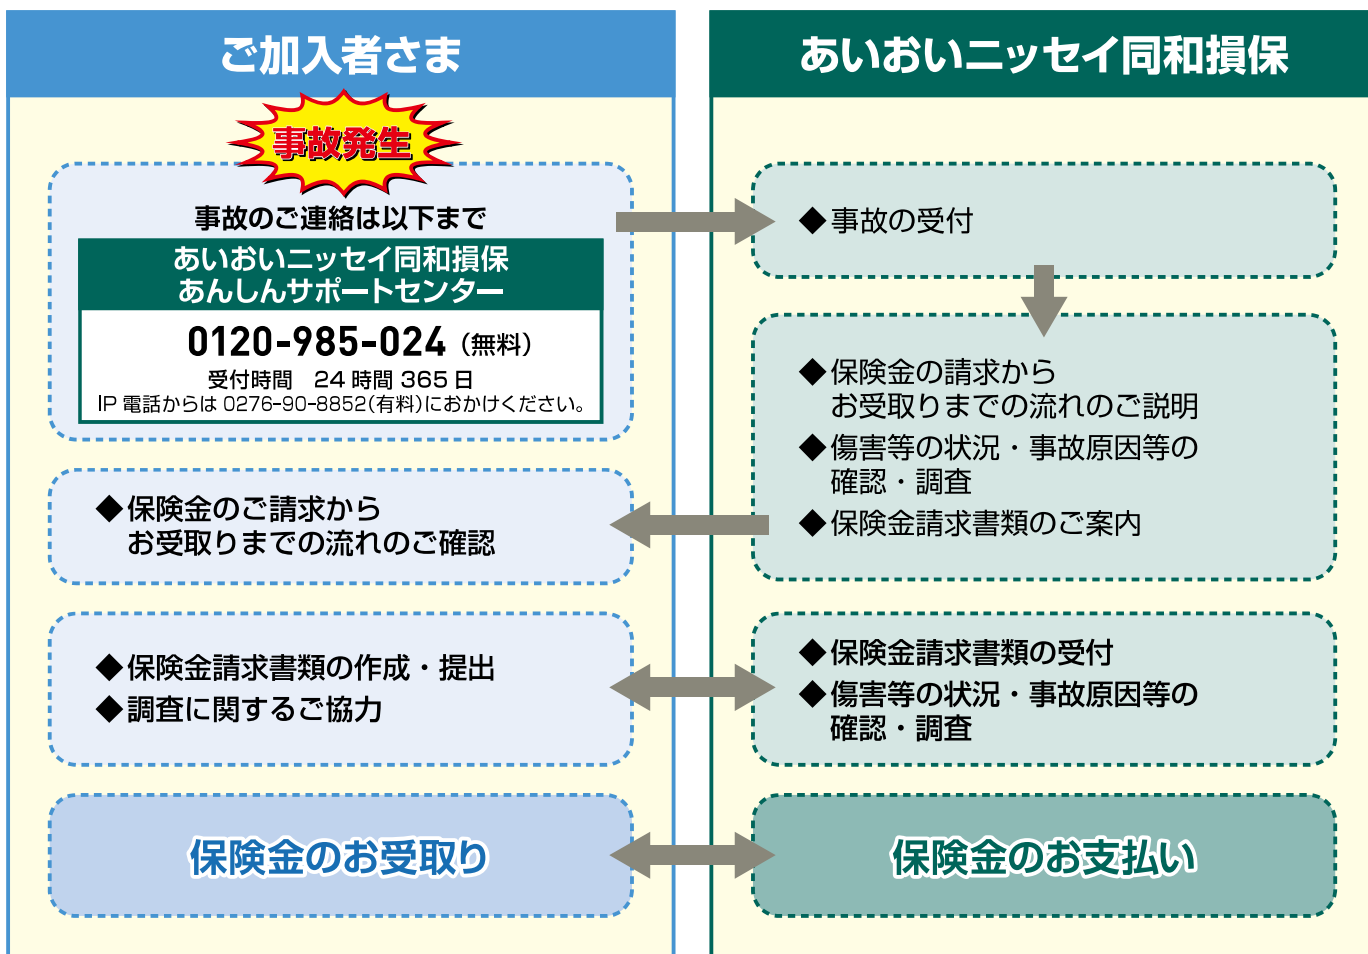 ご加入者さま
事故発生
事故のご連絡は以下まで
あいおいニッセイ同和損保
あんしんサポートセンター
0120-985-024（無料）
受付時間　24時間365日
IP電話からは0276-90-8852(有料)におかけください。
◆保険金のご請求から
お受取りまでの流れのご確認
◆保険金請求書類の作成・提出
◆調査に関するご協力
保険金のお受取り
あいおいニッセイ同和損保
◆事故の受付
◆保険金の請求から
お受取りまでの流れのご説明
◆傷害等の状況・事故原因等の
確認・調査
◆保険金請求書類のご案内
◆保険金請求書類の受付
◆傷害等の状況・事故原因等の
確認・調査
保険金のお支払い